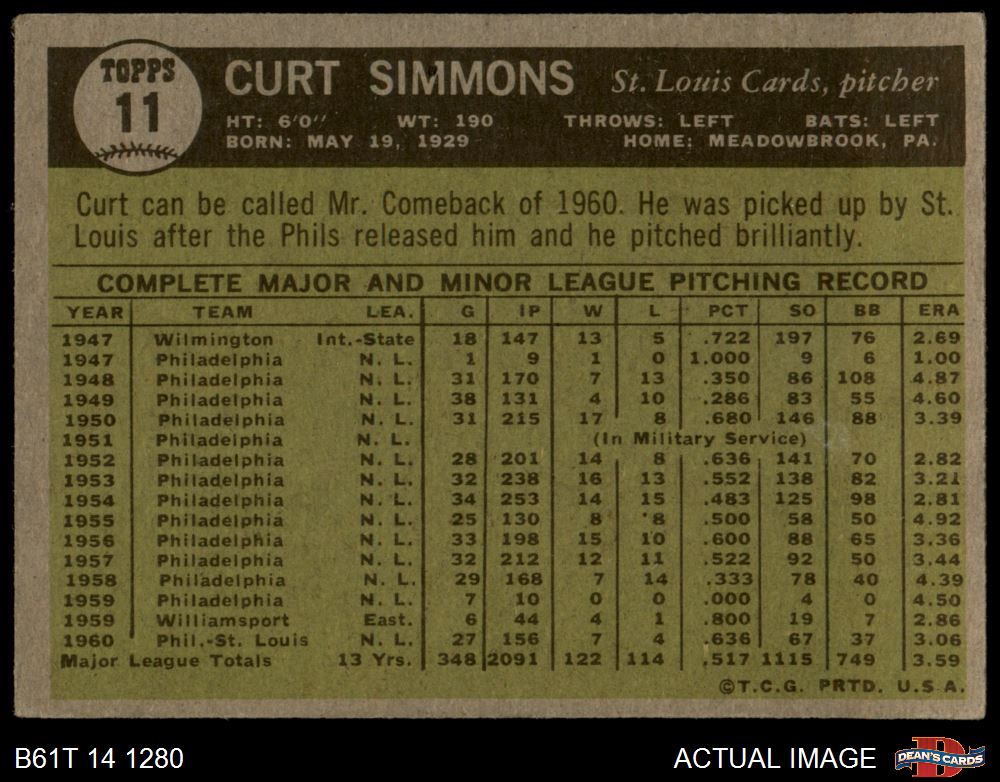 TOPPS
11
CURT SIMMONS St. Louis Cards, pitcher
HT: 6'0" WT: 190 THROWS: LEFT BATS: LEFT
BORN: MAY 19, 1929 HOME: MEADOWBROOK, PA.
Curt can be called Mr. Comeback of 1960. He was picked up by St.
Louis after the Phils released him and he pitched brilliantly.
COMPLETE MAJOR AND MINOR LEAGUE PITCHING RECORD
YEAR TEAM LEA. G IP W L PCT SO BB ERA
1947 Wilmington Int.-State 18 147 13 5 .722 197 76 2.69
1947 Philadelphia N. L. 1 9 1 0 1.000 9 6 1.00
1948 Philadelphia N. L. 31 170 7 13 .350 86 108 4.87
1949 Philadelphia N. L. 38 131 4 10 .286 83 55 4.60
1950 Philadelphia N. L. 31 215 17 8 .680 146 88 3.39
1951 Philadelphia N. L. (In Military Service)
1952 Philadelphia N. L. 28 201 14 8 .636 141 70 2.82
1953 Philadelphia N. L. 32 238 16 13 .552 138 82 3.21
1954 Philadelphia N. L. 34 253 14 15 .483 125 98 2.81
1955 Philadelphia N. L. 25 130 8 8 .500 58 50 4.92
1956 Philadelphia N. L. 33 198 15 10 .600 88 65 3.36
1957 Philadelphia N. L. 32 212 12 11 .522 92 50 3.44
1958 Philadelphia N. L. 29 168 7 14 .333 78 40 4.39
1959 Philadelphia N. L. 7 10 0 0 .000 4 0 4.50
1959 Williamsport East. 6 44 4 1 .800 19 7 2.86
1960 Phil.-St. Louis N. L. 27 156 7 4 .636 67 37 3.06
Major League Totals 13 Yrs. 348 2091 122 114 .517 1115 749 3.59
©T.C.G. PRTD. U.S.A.
B61T 14 1280 ACTUAL IMAGE D DEAN'S CARDS